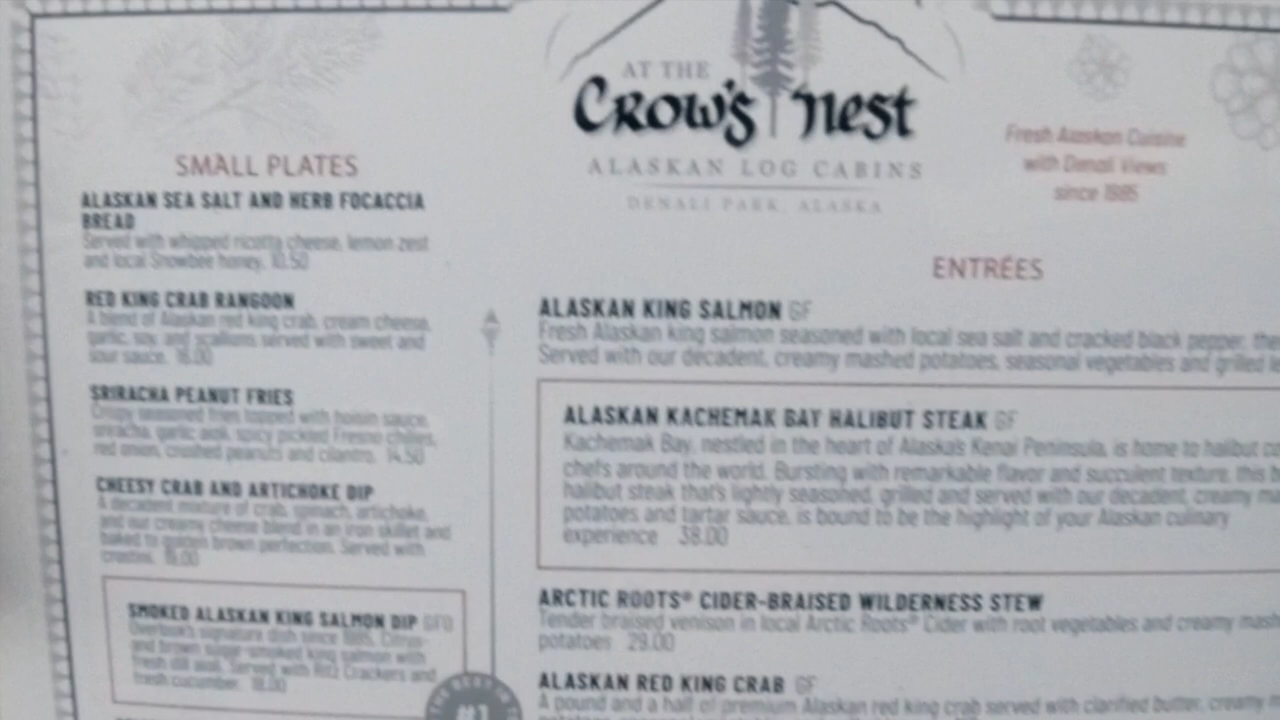 AT THE
CROW'S NEST
ALASKAN LOG CABINS
DENALI PARK, ALASKA
Fresh Alaskan Cuisine
with Denali Views
since 1985
SMALL PLATES
ALASKAN SEA SALT AND HERB FOCACCIA
BREAD
Served with whipped ricotta cheese, lemon zest
and local Snowbee honey. 10.50
RED KING CRAB RANGOON
A blend of Alaskan red king crab, cream cheese,
garlic, soy, and scallions served with sweet and
sour sauce. 16.00
SRIRACHA PEANUT FRIES
Crispy seasoned fries topped with hoisin sauce,
sriracha, garlic aioli, spicy pickled Fresno chilies,
red onion, crushed peanuts and cilantro. 14.50
CHEESY CRAB AND ARTICHOKE DIP
A decadent mixture of crab, spinach, artichoke,
and our creamy cheese blend in an iron skillet and
baked to golden brown perfection. Served with
crostini.
SMOKED ALASKAN KING SALMON DIP GFO
Overlook's signature dish since 1985. Citrus-
and brown sugar-smoked king salmon with
fresh dill aioli. Served with Ritz Crackers and
fresh cucumber. 18.00
#1
ENTRÉES
ALASKAN KING SALMON GF
Fresh Alaskan king salmon seasoned with local sea salt and cracked black pepper, the
Served with our decadent, creamy mashed potatoes, seasonal vegetables and grilled le
ALASKAN KACHEMAK BAY HALIBUT STEAK GF
Kachemak Bay, nestled in the heart of Alaska's Kenai Peninsula, is home to halibut co
chefs around the world. Bursting with remarkable flavor and succulent texture, this b
halibut steak that's lightly seasoned, grilled and served with our decadent, creamy ma
potatoes and tartar sauce, is bound to be the highlight of your Alaskan culinary
experience 38.00
ARCTIC ROOTS® CIDER-BRAISED WILDERNESS STEW
Tender braised venison in local Arctic Roots® Cider with root vegetables and creamy mash
potatoes 29.00
ALASKAN RED KING CRAB GF
A pound and a half of premium Alaskan red king crab served with clarified butter, creamy m